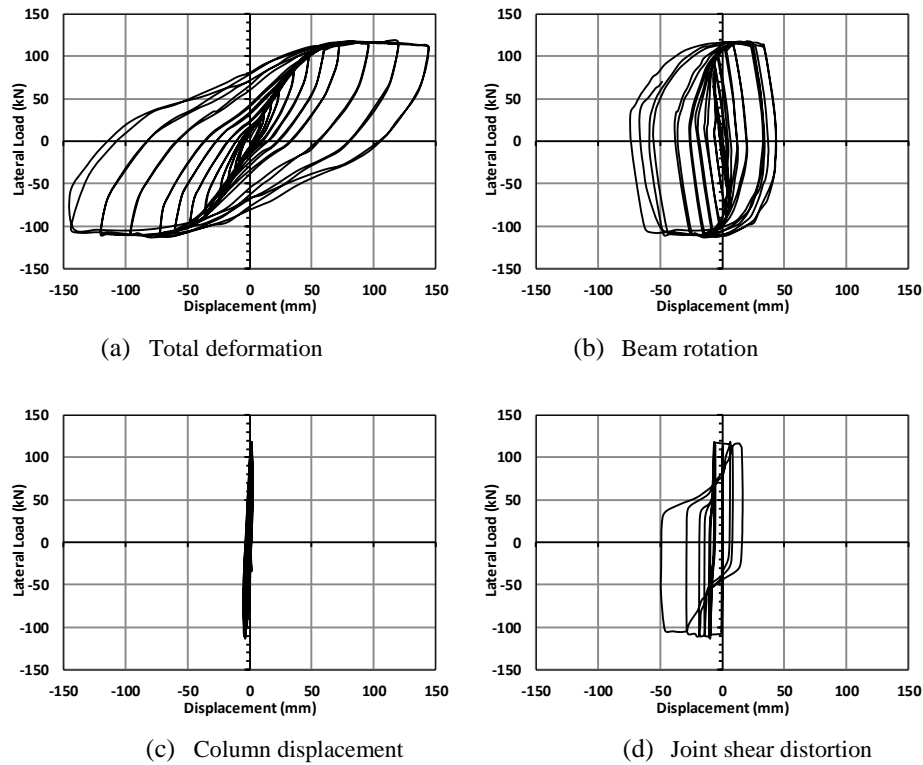 150
100
50
0
-50
-100
-150
Lateral Load (kN)
-150 -100 -50 0 50 100 150
Displacement (mm)
(a) Total deformation
150
100
50
0
-50
-100
-150
Lateral Load (kN)
-150 -100 -50 0 50 100 150
Displacement (mm)
(b) Beam rotation
150
100
50
0
-50
-100
-150
Lateral Load (kN)
-150 -100 -50 0 50 100 150
Displacement (mm)
(c) Column displacement
150
100
50
0
-50
-100
-150
Lateral Load (kN)
-150 -100 -50 0 50 100 150
Displacement (mm)
(d) Joint shear distortion